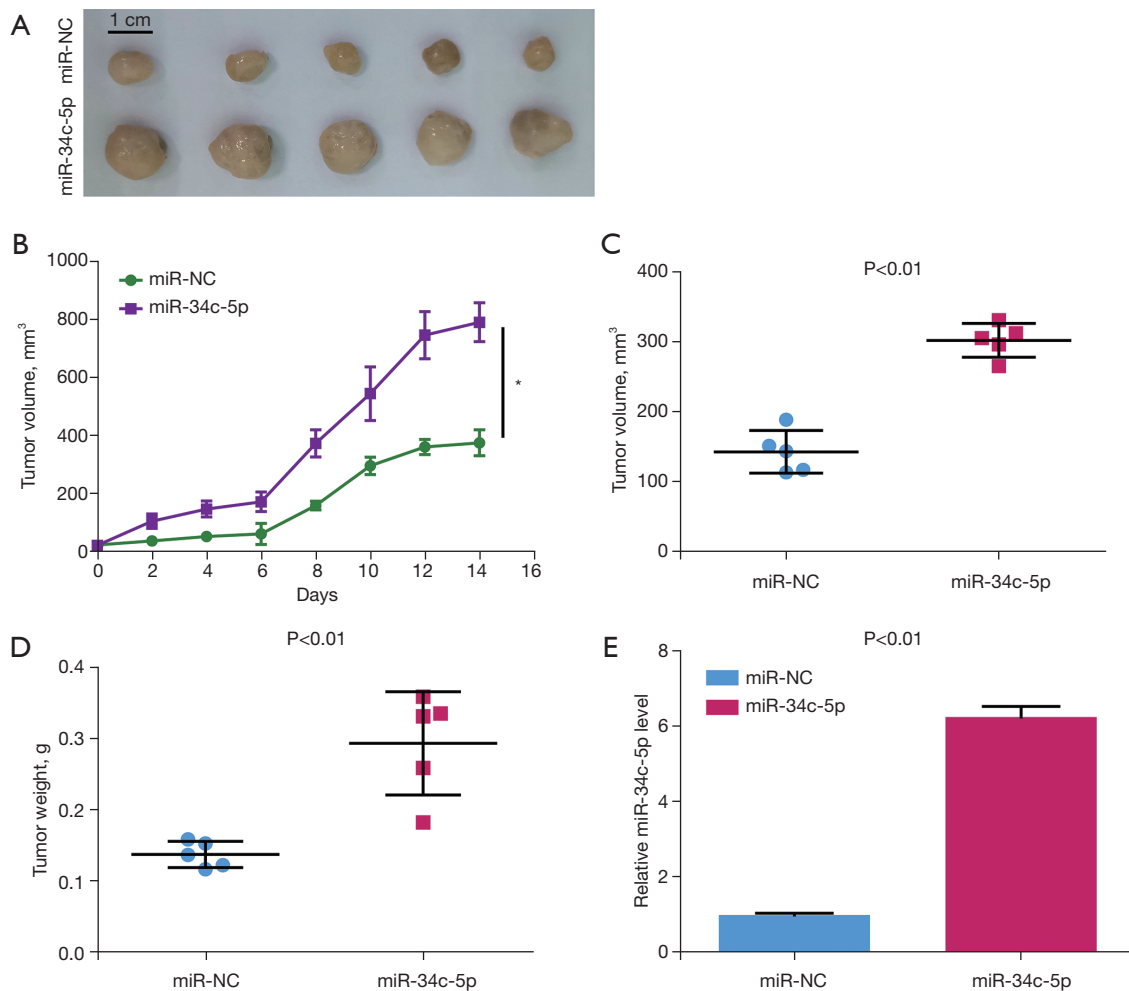 A
1 cm
miR-NC
miR-34c-5p
B
Tumor volume, mm³
1000
800
600
400
200
0
miR-NC
miR-34c-5p
*
0 2 4 6 8 10 12 14 16
Days
C
P<0.01
Tumor volume, mm³
400
300
200
100
0
miR-NC miR-34c-5p
D
P<0.01
Tumor weight, g
0.4
0.3
0.2
0.1
0.0
miR-NC miR-34c-5p
E
P<0.01
Relative miR-34c-5p level
8
6
4
2
0
miR-NC
miR-34c-5p
miR-NC miR-34c-5p